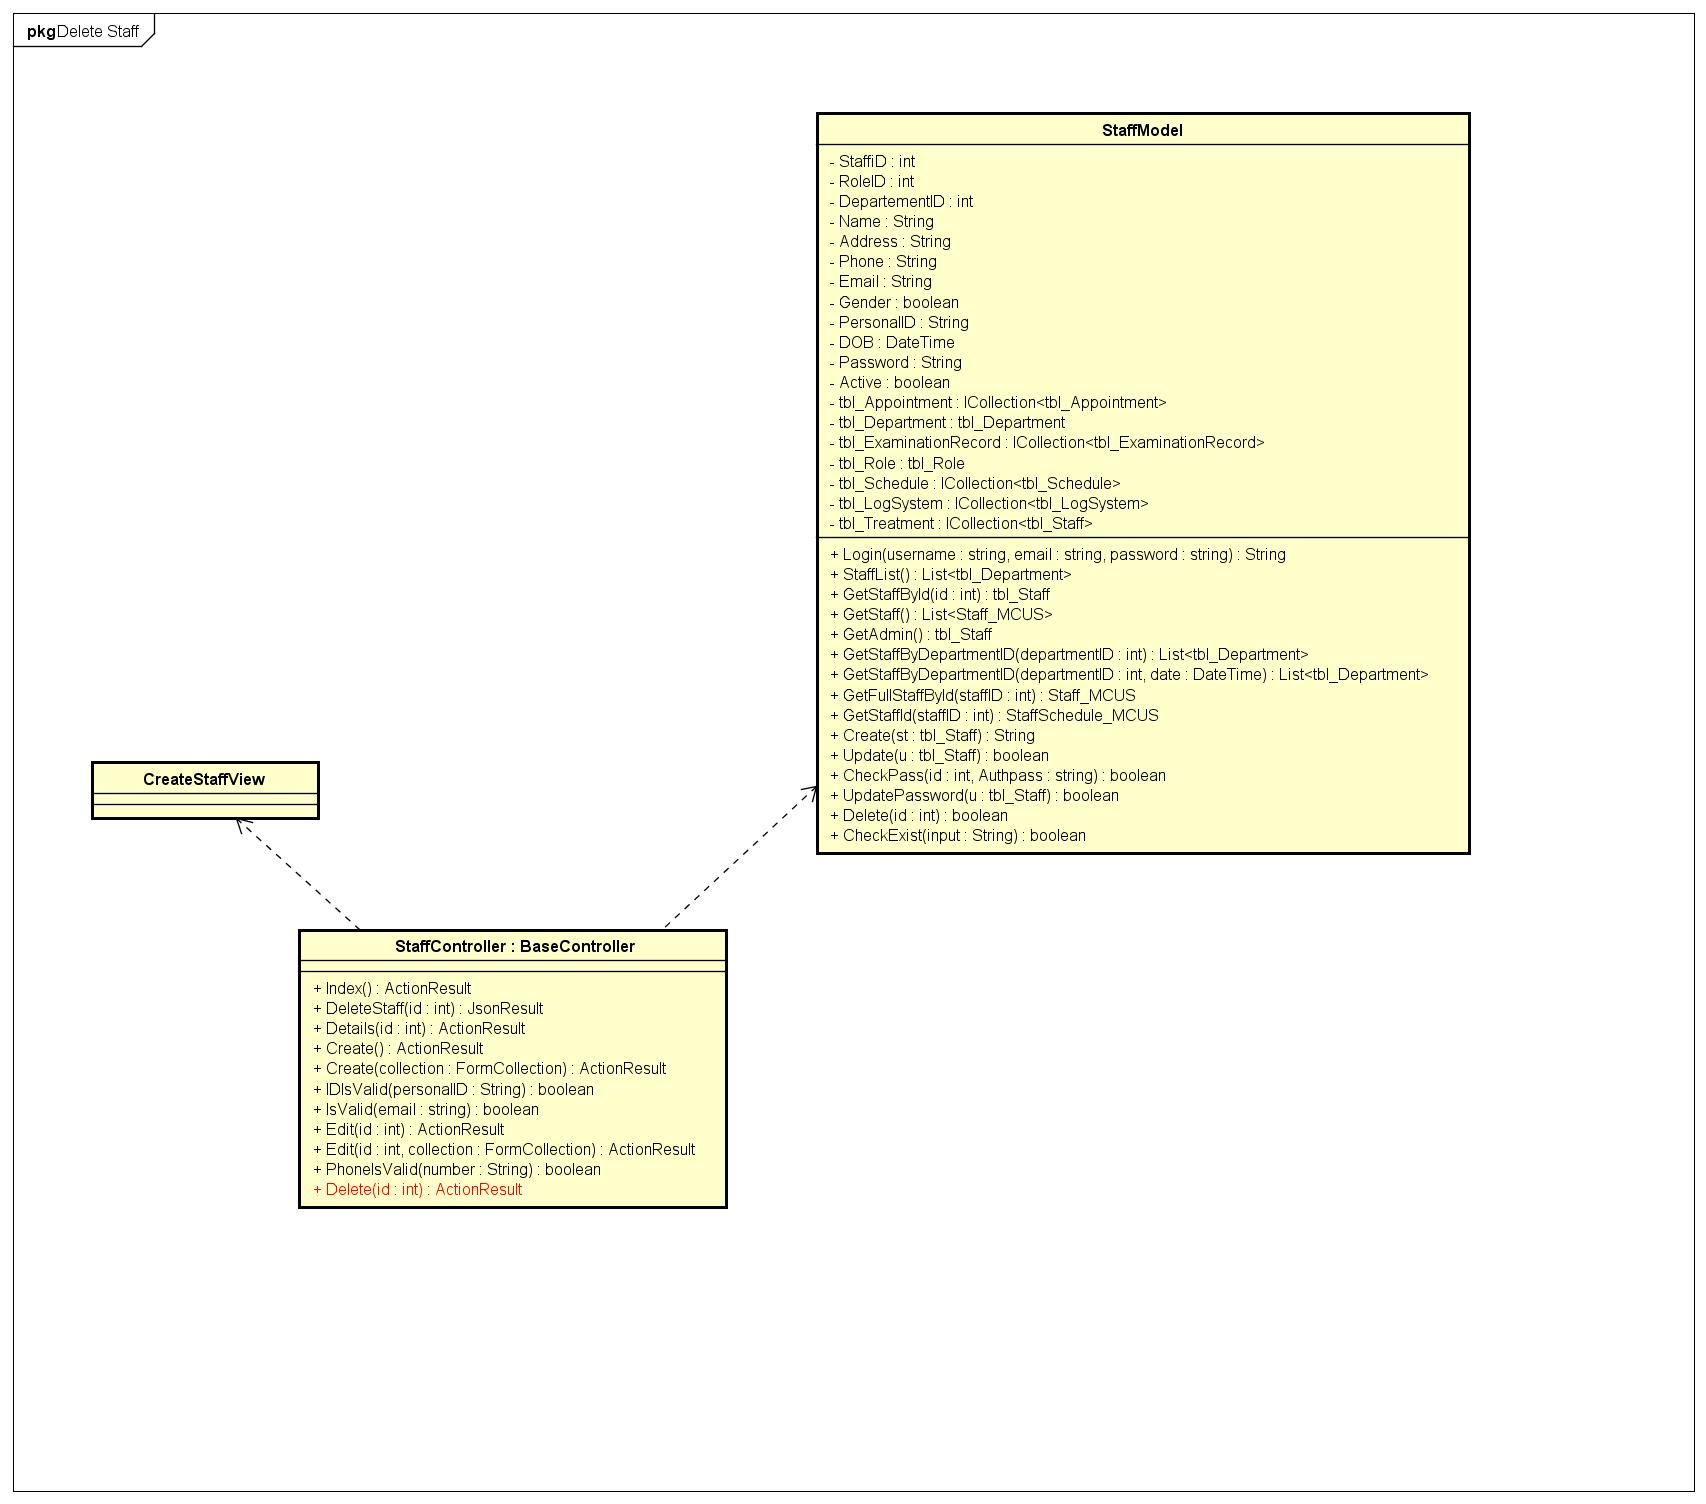 pkg Delete Staff
StaffModel
- StaffiD : int
- RoleID : int
- DepartementID : int
- Name : String
- Address : String
- Phone : String
- Email : String
- Gender : boolean
- PersonalID : String
- DOB : DateTime
- Password : String
- Active : boolean
- tbl_Appointment : ICollection<tbl_Appointment>
- tbl_Department : tbl_Department
- tbl_ExaminationRecord : ICollection<tbl_ExaminationRecord>
- tbl_Role : tbl_Role
- tbl_Schedule : ICollection<tbl_Schedule>
- tbl_LogSystem : ICollection<tbl_LogSystem>
- tbl_Treatment : ICollection<tbl_Staff>
+ Login(username : string, email : string, password : string) : String
+ StaffList() : List<tbl_Department>
+ GetStaffById(id : int) : tbl_Staff
+ GetStaff() : List<Staff_MCUS>
+ GetAdmin() : tbl_Staff
+ GetStaffByDepartmentID(departmentID : int) : List<tbl_Department>
+ GetStaffByDepartmentID(departmentID : int, date : DateTime) : List<tbl_Department>
+ GetFullStaffById(staffID : int) : Staff_MCUS
+ GetStaffId(staffID : int) : StaffSchedule_MCUS
+ Create(st : tbl_Staff) : String
+ Update(u : tbl_Staff) : boolean
+ CheckPass(id : int, Authpass : string) : boolean
+ UpdatePassword(u : tbl_Staff) : boolean
+ Delete(id : int) : boolean
+ CheckExist(input : String) : boolean
CreateStaffView
StaffController : BaseController
+ Index() : ActionResult
+ DeleteStaff(id : int) : JsonResult
+ Details(id : int) : ActionResult
+ Create() : ActionResult
+ Create(collection : FormCollection) : ActionResult
+ IDIsValid(personalID : String) : boolean
+ IsValid(email : string) : boolean
+ Edit(id : int) : ActionResult
+ Edit(id : int, collection : FormCollection) : ActionResult
+ PhoneIsValid(number : String) : boolean
+ Delete(id : int) : ActionResult